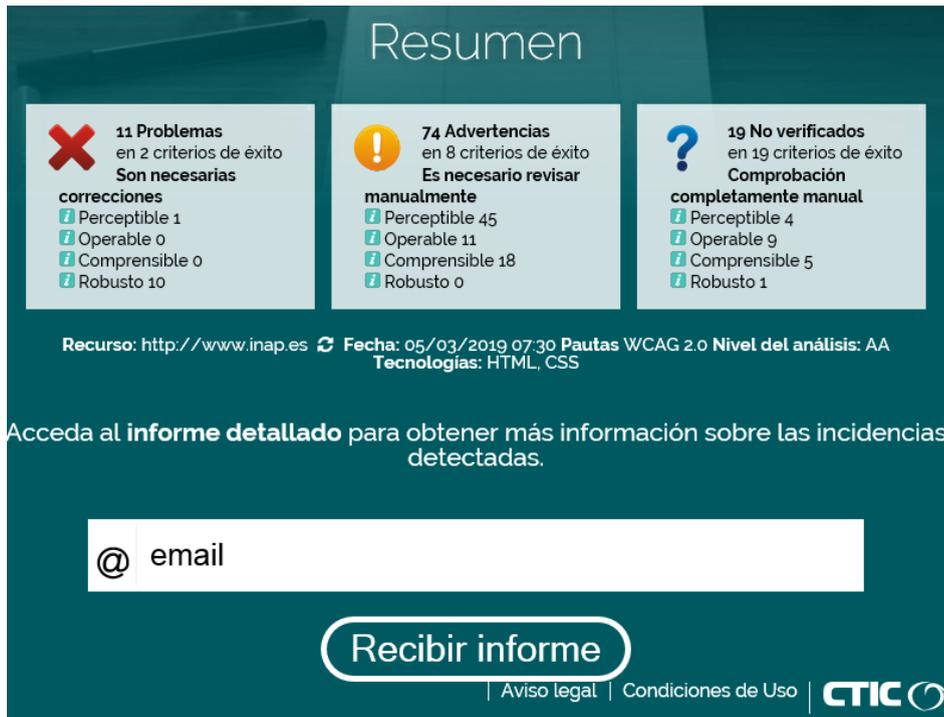 Resumen
11 Problemas
en 2 criterios de éxito
Son necesarias
correcciones
Perceptible 1
Operable 0
Comprensible 0
Robusto 10
74 Advertencias
en 8 criterios de éxito
Es necesario revisar
manualmente
Perceptible 45
Operable 11
Comprensible 18
Robusto 0
19 No verificados
en 19 criterios de éxito
Comprobación
completamente manual
Perceptible 4
Operable 9
Comprensible 5
Robusto 1
Recurso: http://www.inap.es Fecha: 05/03/2019 07:30 Pautas WCAG 2.0 Nivel del análisis: AA
Tecnologías: HTML, CSS
Acceda al informe detallado para obtener más información sobre las incidencias
detectadas.
@ email
Recibir informe
| Aviso legal | Condiciones de Uso | CTIC